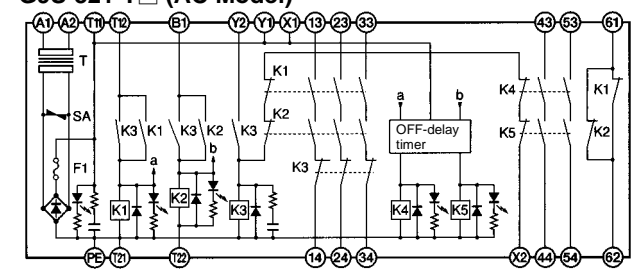 (AC Model)
A1 A2 T11 T12 B1 Y2 Y1 X1 13 23 33 43 53 61
T
K1
a b
K4
K1
SA
K3 K1 K3 K2 K3
K2
OFF-delay
timer
K5
K2
F1
a b
K3
K1 K2 K3 K4 K5
PE T21 T22 14 24 34 X2 44 54 62